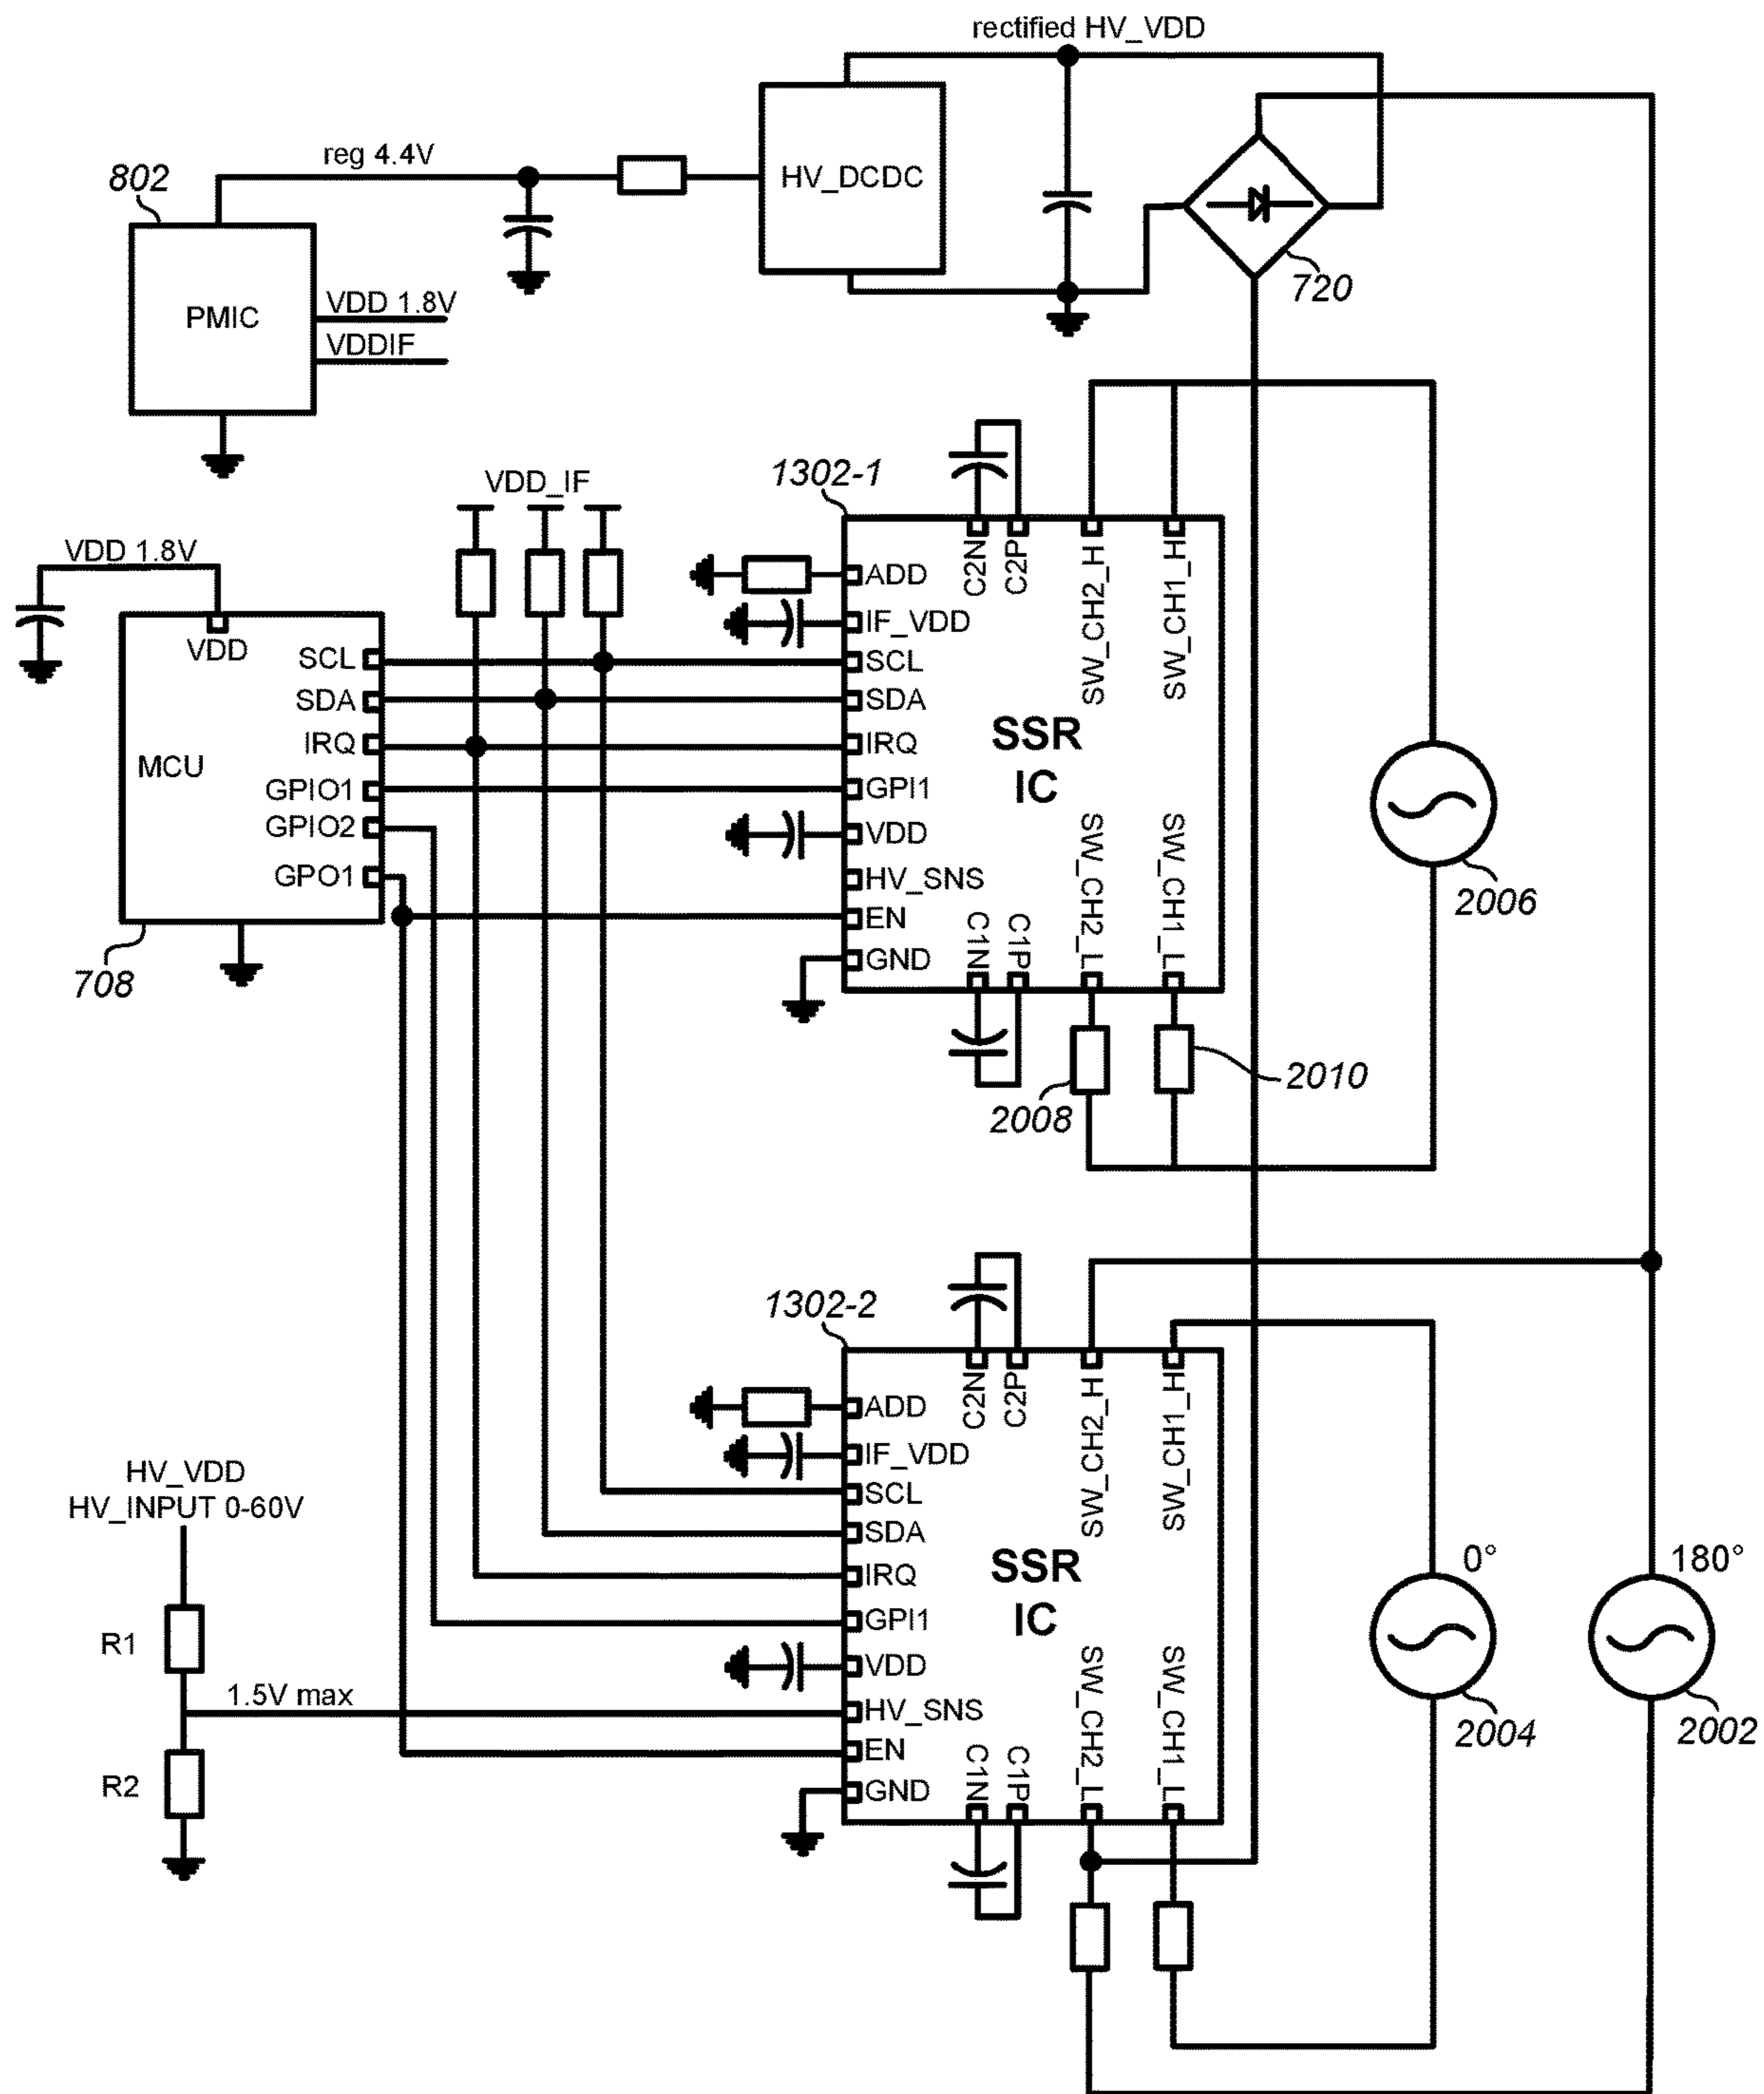 rectified HV_VDD
802
reg 4.4V
HV_DCDC
PMIC
VDD 1.8V
VDDIF
720
1302-1
VDD_IF
VDD 1.8V
VDD
MCU
SCL
SDA
IRQ
GPIO1
GPIO2
GPO1
708
C2N
C2P
SW_CH2_H
SW_CH1_H
ADD
IF_VDD
SCL
SDA
IRQ
GPI1
VDD
HV_SNS
EN
GND
SSR
IC
C1N
C1P
SW_CH2_L
SW_CH1_L
2006
2008
2010
1302-2
C2N
C2P
SW_CH2_H
SW_CH1_H
ADD
IF_VDD
SCL
SDA
IRQ
GPI1
VDD
HV_SNS
EN
GND
SSR
IC
C1N
C1P
SW_CH2_L
SW_CH1_L
HV_VDD
HV_INPUT 0-60V
R1
1.5V max
R2
0°
180°
2004
2002